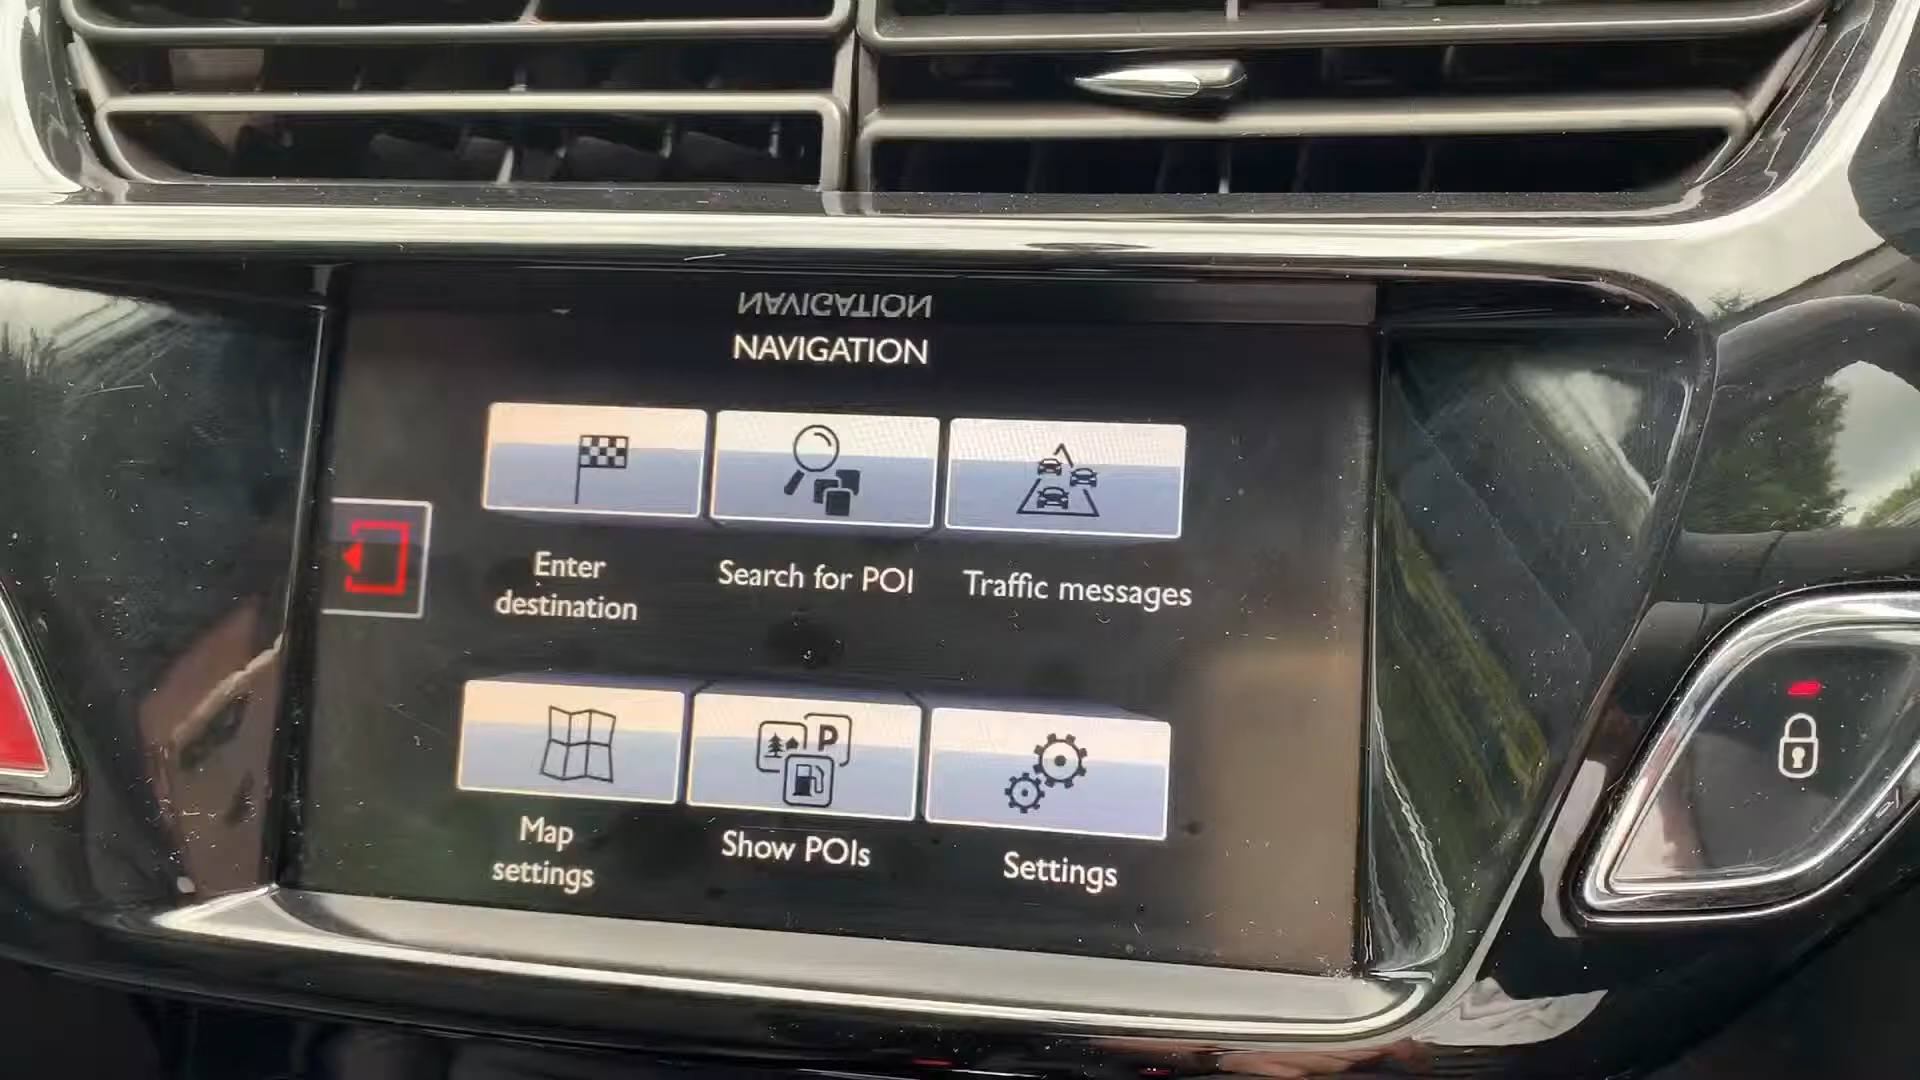 NAVIGATION
NAVIGATION
Enter
destination
Search for POI
Traffic messages
P
Map
settings
Show POIs
Settings